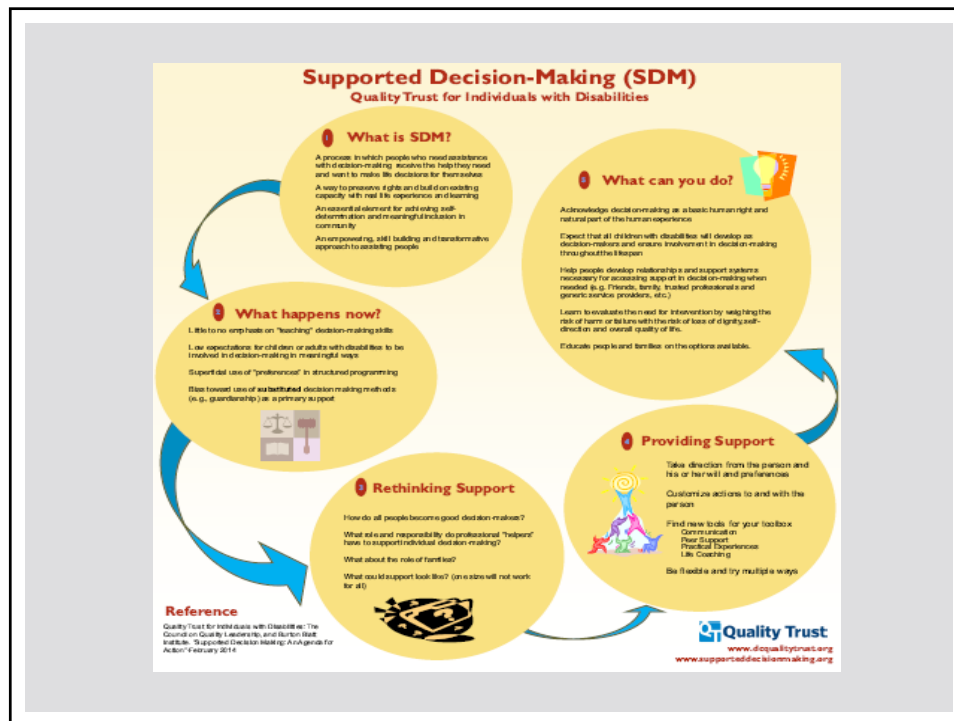 Supported Decision-Making (SDM)
Quality Trust for Individuals with Disabilities
1 What is SDM?
A process in which people who need assistance
with decision-making receive the help they need
and want to make life decisions for themselves
A way to preserve rights and build on existing
capacity with real life experience and learning
An essential element for achieving self-
determination and meaningful inclusion in
community
An empowering, skill building and transformative
approach to assisting people
2 What happens now?
Little to no emphasis on "teaching" decision-making skills
Low expectations for children or adults with disabilities to be
involved in decision-making in meaningful ways
Superficial use of "preferences" in structured programming
Bias toward use of substituted decision making methods
(e.g., guardianship) as a primary support
3 Rethinking Support
How do all people become good decision-makers?
What role and responsibility do professional "helpers"
have to support individual decision-making?
What about the role of families?
What could support look like? (one size will not work
for all)
4 Providing Support
Take direction from the person and
his or her will and preferences
Customize actions to and with the
person
Find new tools for your toolbox
Communication
Peer Support
Practical Experiences
Life Coaching
Be flexible and try multiple ways
5 What can you do?
Acknowledge decision-making as a basic human right and
natural part of the human experience
Expect that all children with disabilities will develop as
decision-makers and ensure involvement in decision-making
throughout the lifespan
Help people develop relationships and support systems
necessary for accessing support in decision-making when
needed (e.g. Friends, family, trusted professionals and
generic service providers, etc.)
Learn to evaluate the need for intervention by weighing the
risk of harm or failure with the risk of loss of dignity, self-
direction and overall quality of life.
Educate people and families on the options available.
Reference
Quality Trust for Individuals with Disabilities: The
Council on Quality Leadership, and Burton Blatt
Institute. "Supported Decision Making: An Agenda for
Action" February 2014
QT Quality Trust
www.dcqualitytrust.org
www.supporteddecisionmaking.org